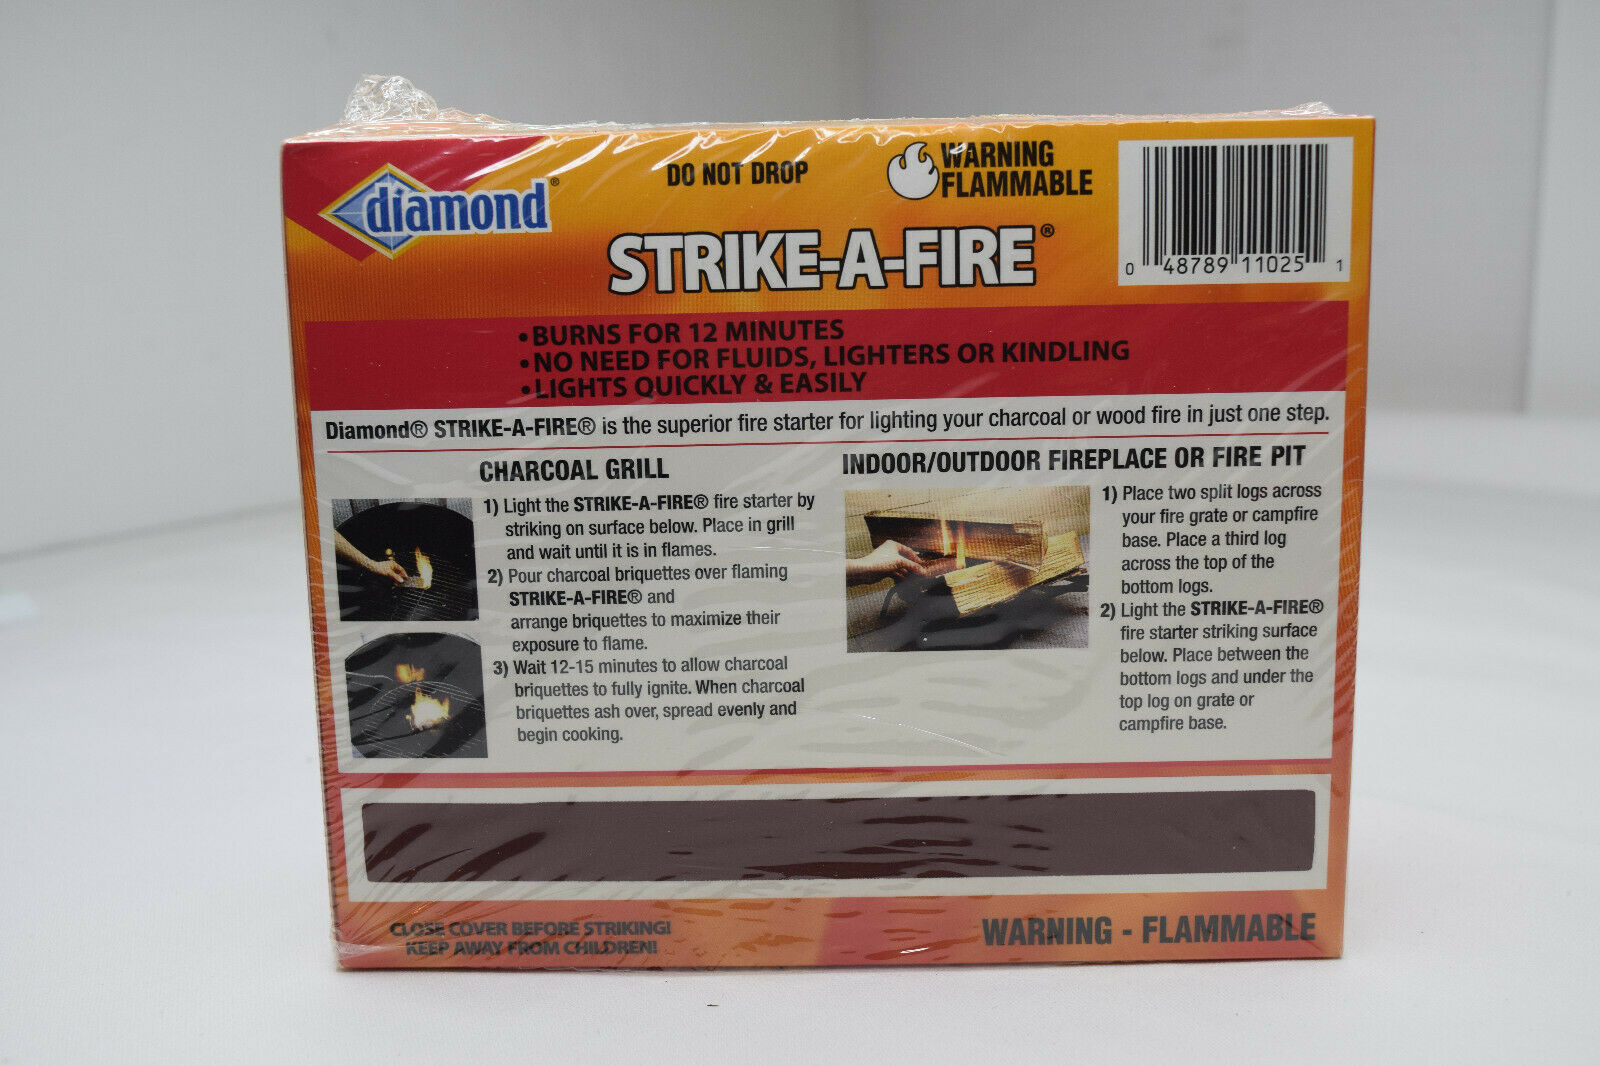 diamond®
DO NOT DROP
WARNING
FLAMMABLE
STRIKE-A-FIRE®
0 48789 11025 1
•BURNS FOR 12 MINUTES
•NO NEED FOR FLUIDS, LIGHTERS OR KINDLING
•LIGHTS QUICKLY & EASILY
Diamond® STRIKE-A-FIRE® is the superior fire starter for lighting your charcoal or wood fire in just one step.
CHARCOAL GRILL
1) Light the STRIKE-A-FIRE® fire starter by
striking on surface below. Place in grill
and wait until it is in flames.
2) Pour charcoal briquettes over flaming
STRIKE-A-FIRE® and
arrange briquettes to maximize their
exposure to flame.
3) Wait 12-15 minutes to allow charcoal
briquettes to fully ignite. When charcoal
briquettes ash over, spread evenly and
begin cooking.
INDOOR/OUTDOOR FIREPLACE OR FIRE PIT
1) Place two split logs across
your fire grate or campfire
base. Place a third log
across the top of the
bottom logs.
2) Light the STRIKE-A-FIRE®
fire starter striking surface
below. Place between the
bottom logs and under the
top log on grate or
campfire base.
CLOSE COVER BEFORE STRIKING!
KEEP AWAY FROM CHILDREN!
WARNING - FLAMMABLE